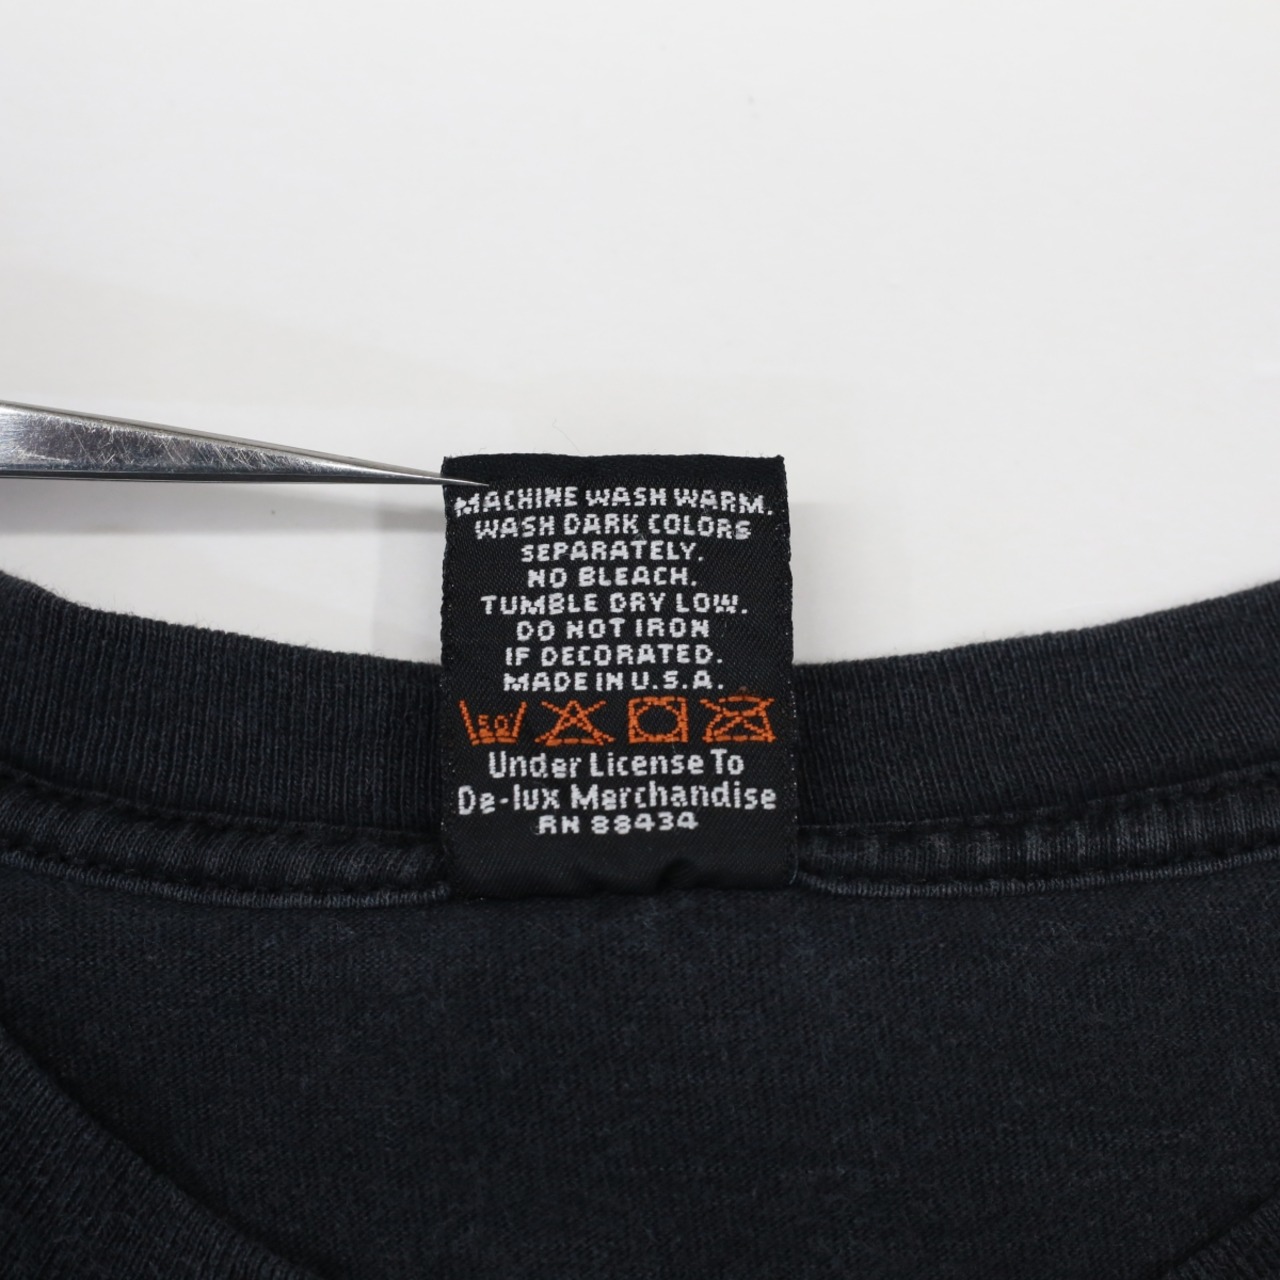 MACHINE WASH WARM.
WASH DARK COLORS
SEPARATELY.
NO BLEACH.
TUMBLE DRY LOW.
DO NOT IRON
IF DECORATED.
MADE IN U.S.A.
50°
Under License To
De-lux Merchandise
RN 88434